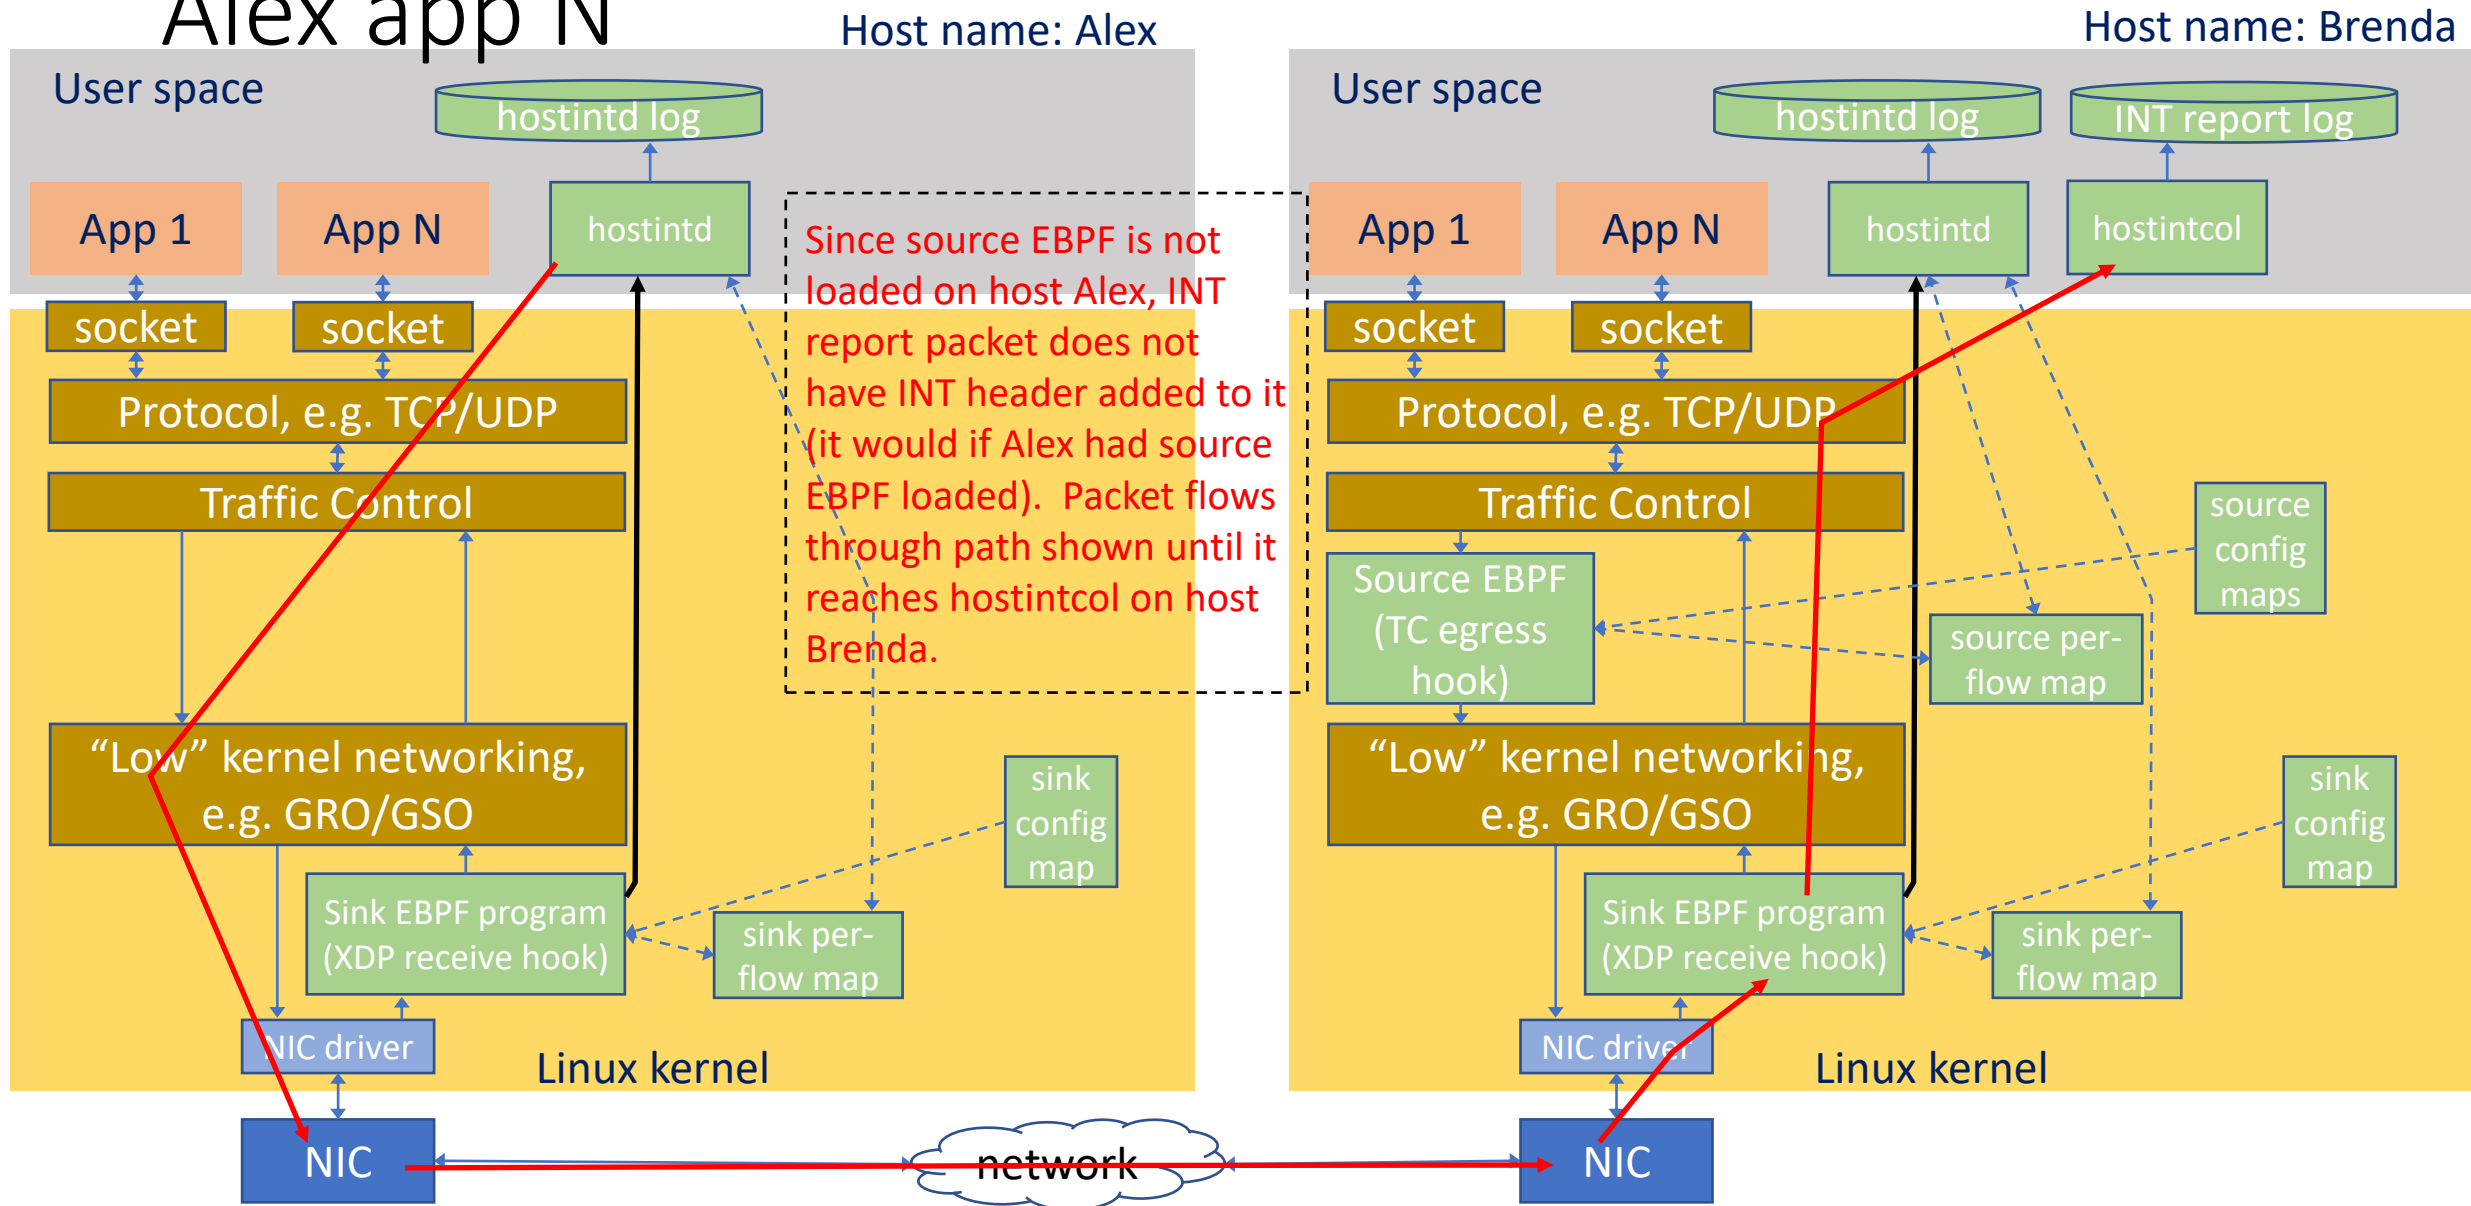 Alex app N
Host name: Alex
User space
hostintd log
App 1
App N
hostintd
socket
socket
Protocol, e.g. TCP/UDP
Traffic Control
“Low” kernel networking,
e.g. GRO/GSO
Sink EBPF program
(XDP receive hook)
NIC driver
Linux kernel
NIC
sink
config
map
sink per-
flow map
Since source EBPF is not
loaded on host Alex, INT
report packet does not
have INT header added to it
(it would if Alex had source
EBPF loaded).  Packet flows
through path shown until it
reaches hostintcol on host
Brenda.
network
Host name: Brenda
User space
hostintd log
INT report log
App 1
App N
hostintd
hostintcol
socket
socket
Protocol, e.g. TCP/UDP
Traffic Control
Source EBPF
(TC egress
hook)
source
config
maps
source per-
flow map
“Low” kernel networking,
e.g. GRO/GSO
sink
config
map
Sink EBPF program
(XDP receive hook)
sink per-
flow map
NIC driver
Linux kernel
NIC